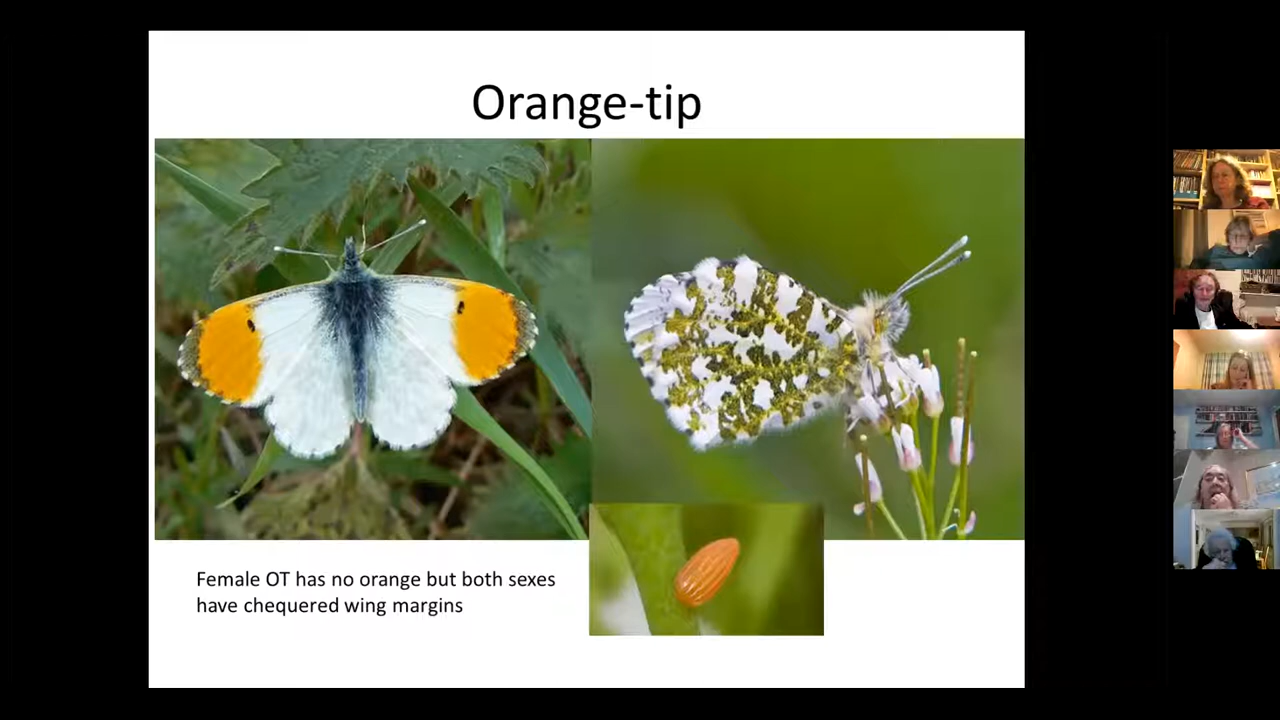 Orange-tip
Female OT has no orange but both sexes
have chequered wing margins